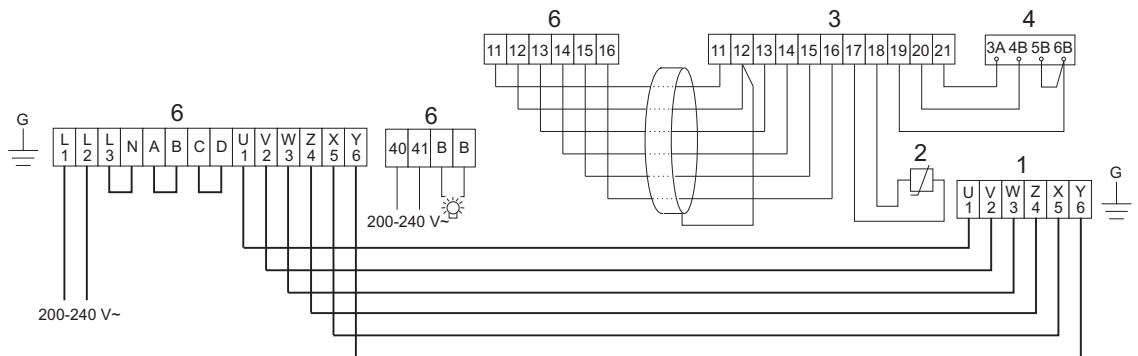 6 3 4
11 12 13 14 15 16
11 12 13 14 15 16 17 18 19 20 21
3A 4B 5B 6B
G
6
L1 L2 L3 N A B C D U1 V2 W3 Z4 X5 Y6
6
40 41 B B
200-240 V~
2
1
U1 V2 W3 Z4 X5 Y6
G
200-240 V~